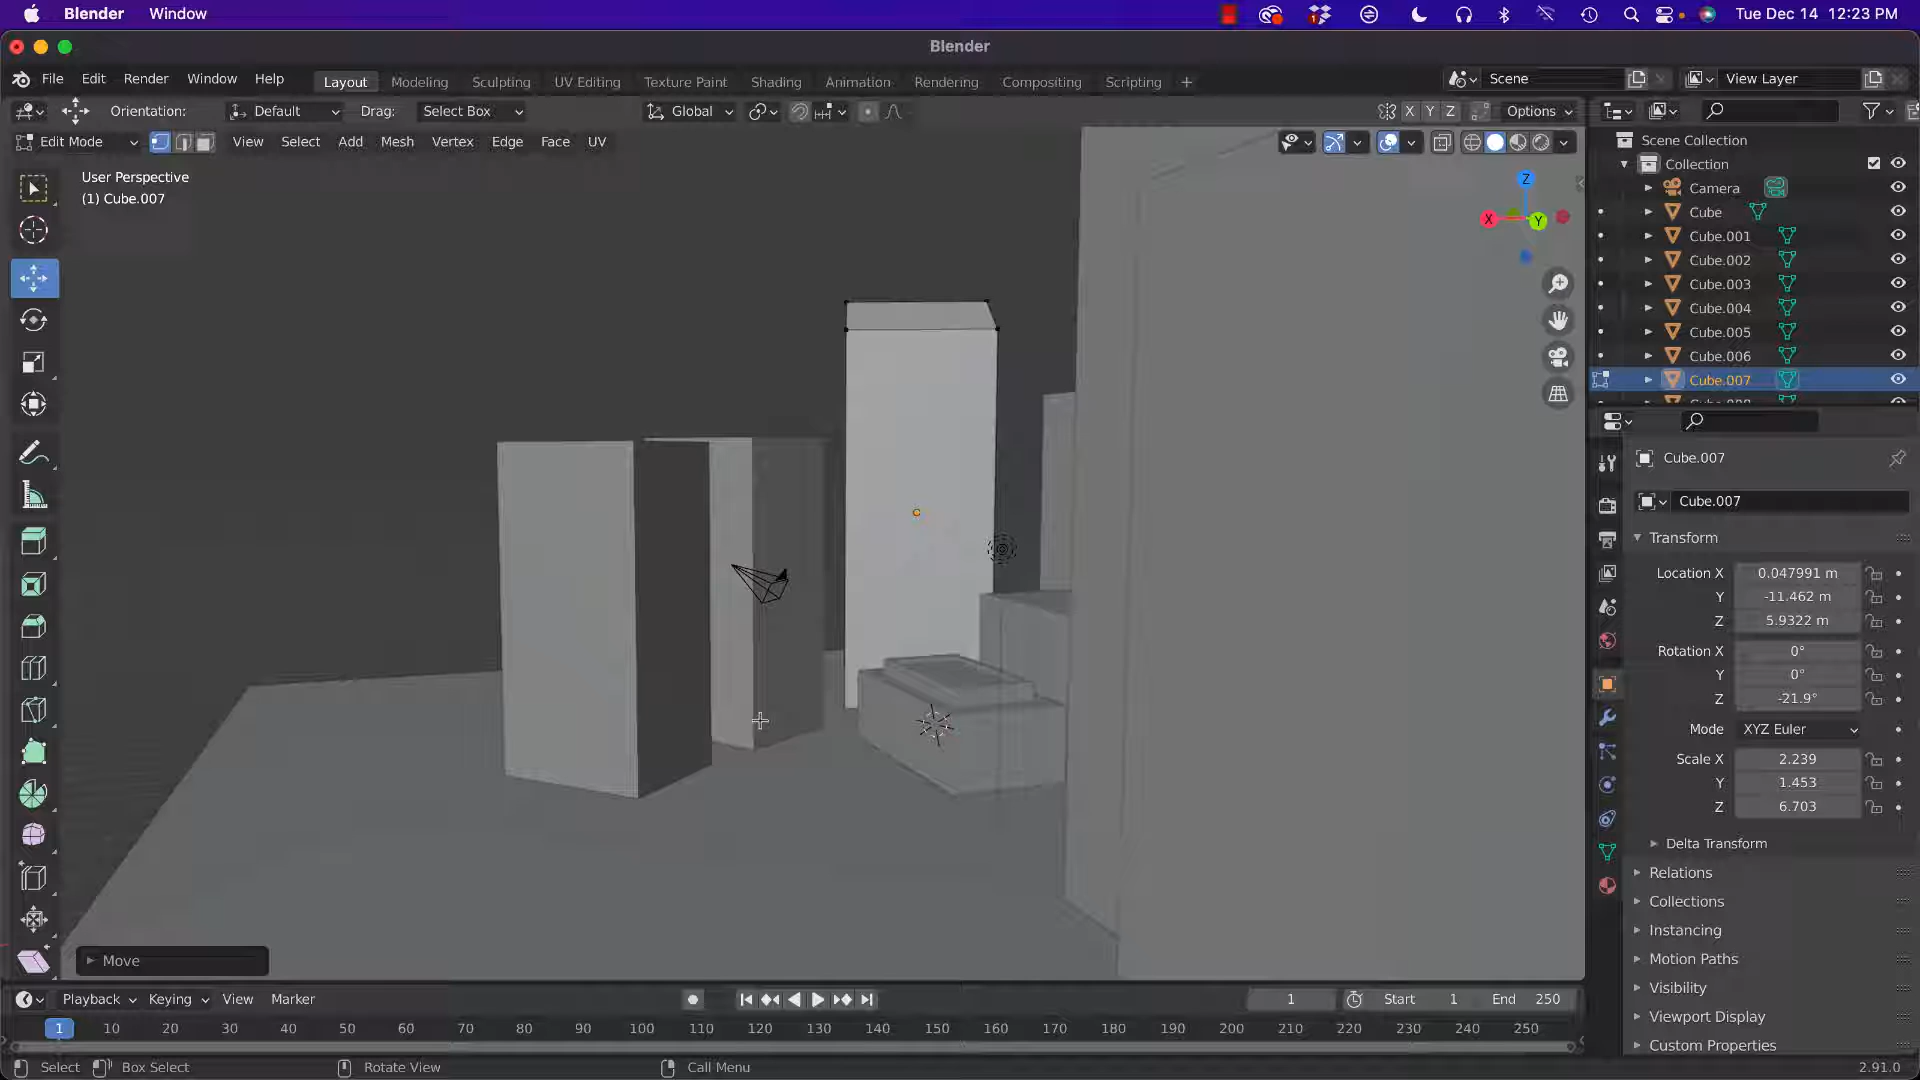 Blender Window Tue Dec 14 12:23 PM
Blender
File Edit Render Window Help Layout Modeling Sculpting UV Editing Texture Paint Shading Animation Rendering Compositing Scripting + Scene View Layer
Orientation: Default Drag: Select Box Global X Y Z Options
Edit Mode View Select Add Mesh Vertex Edge Face UV
User Perspective
(1) Cube.007
Z
X
Y
Scene Collection
Collection
Camera
Cube
Cube.001
Cube.002
Cube.003
Cube.004
Cube.005
Cube.006
Cube.007
Cube.007
Cube.007
Transform
Location X 0.047991 m
Y -11.462 m
Z 5.9322 m
Rotation X 0°
Y 0°
Z -21.9°
Mode XYZ Euler
Scale X 2.239
Y 1.453
Z 6.703
Delta Transform
Relations
Collections
Instancing
Motion Paths
Visibility
Viewport Display
Custom Properties
Move
Playback Keying View Marker 1 Start 1 End 250
1 10 20 30 40 50 60 70 80 90 100 110 120 130 140 150 160 170 180 190 200 210 220 230 240 250
Select Box Select Rotate View Call Menu 2.91.0